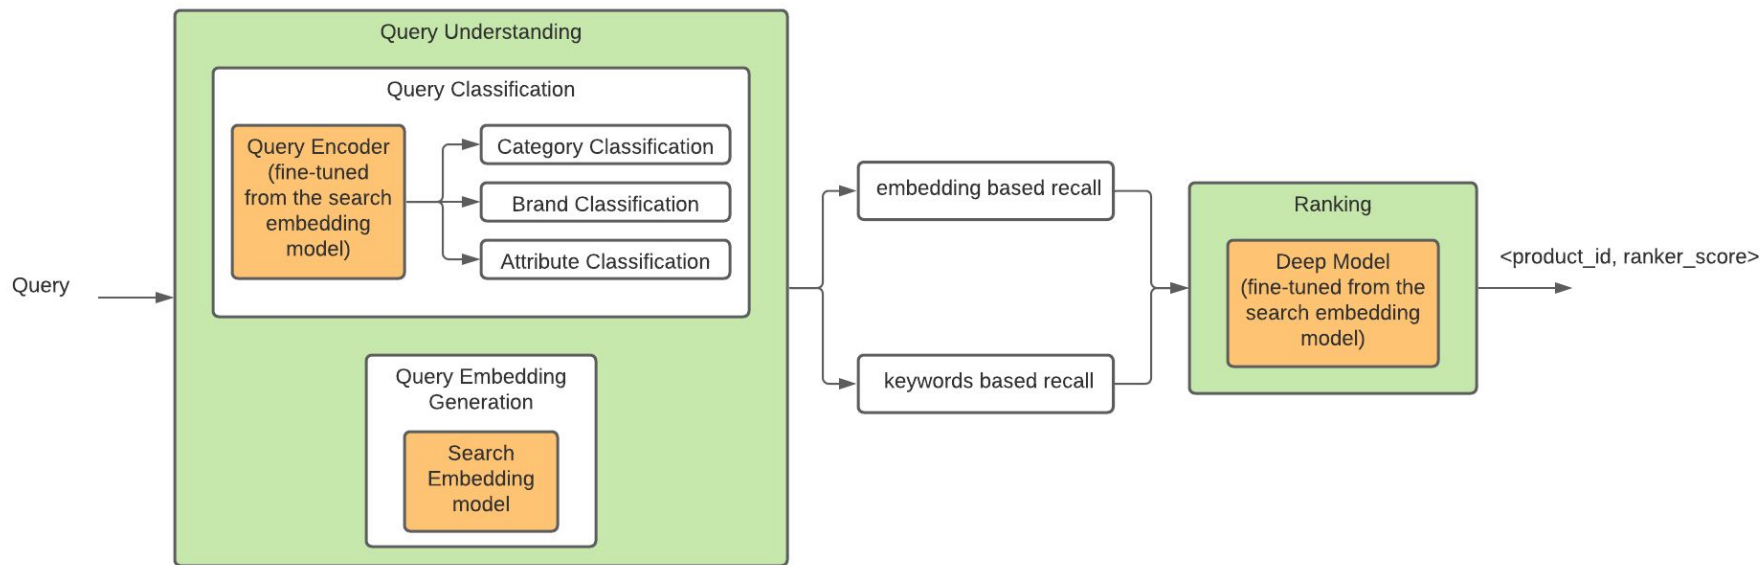 Query
Query Understanding
Query Classification
Query Encoder
(fine-tuned
from the search
embedding
model)
Category Classification
Brand Classification
Attribute Classification
Query Embedding
Generation
Search
Embedding
model
embedding based recall
keywords based recall
Ranking
Deep Model
(fine-tuned from the
search embedding
model)
<product_id, ranker_score>